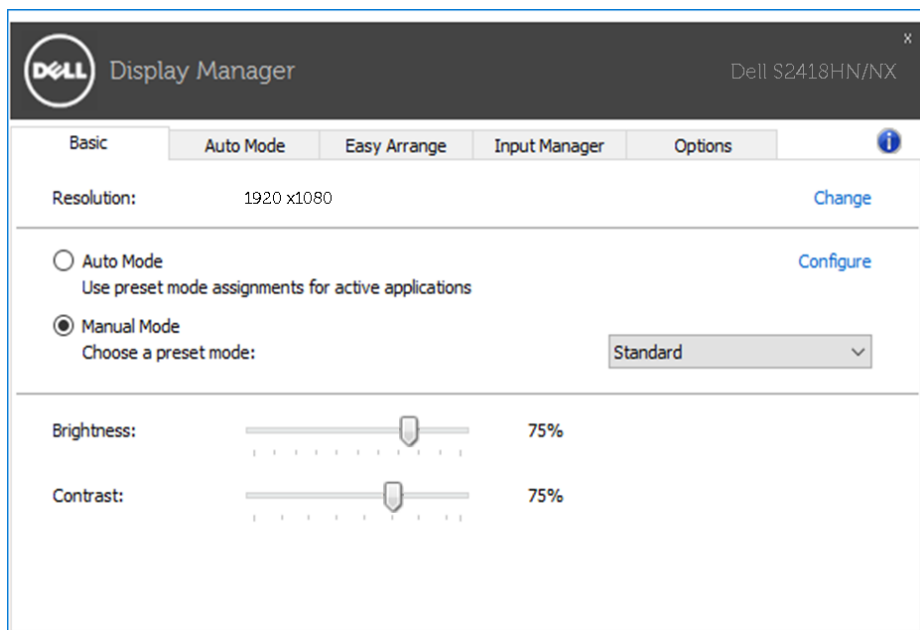 x
DELL Display Manager Dell S2418HN/NX
Basic Auto Mode Easy Arrange Input Manager Options i
Resolution: 1920 x1080 Change
Auto Mode Configure
Use preset mode assignments for active applications
Manual Mode
Choose a preset mode: Standard
Brightness: 75%
Contrast: 75%